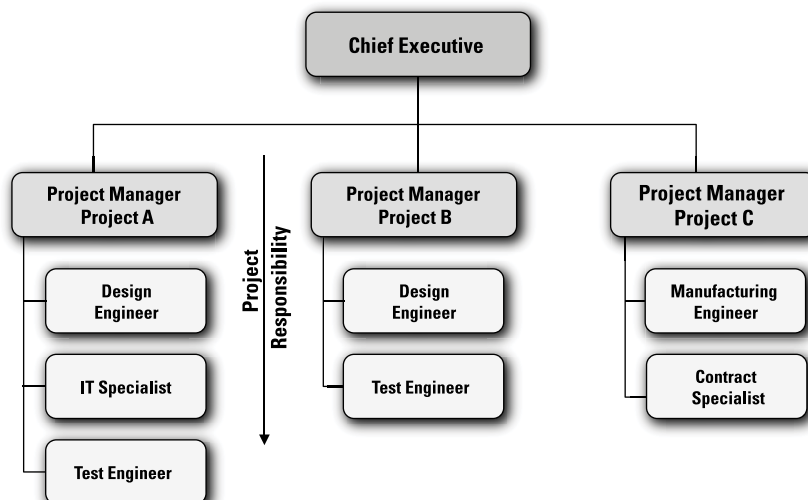 Chief Executive
Project Manager
Project A
Project Manager
Project B
Project Manager
Project C
Project
Responsibility
Design
Engineer
IT Specialist
Test Engineer
Design
Engineer
Test Engineer
Manufacturing
Engineer
Contract
Specialist